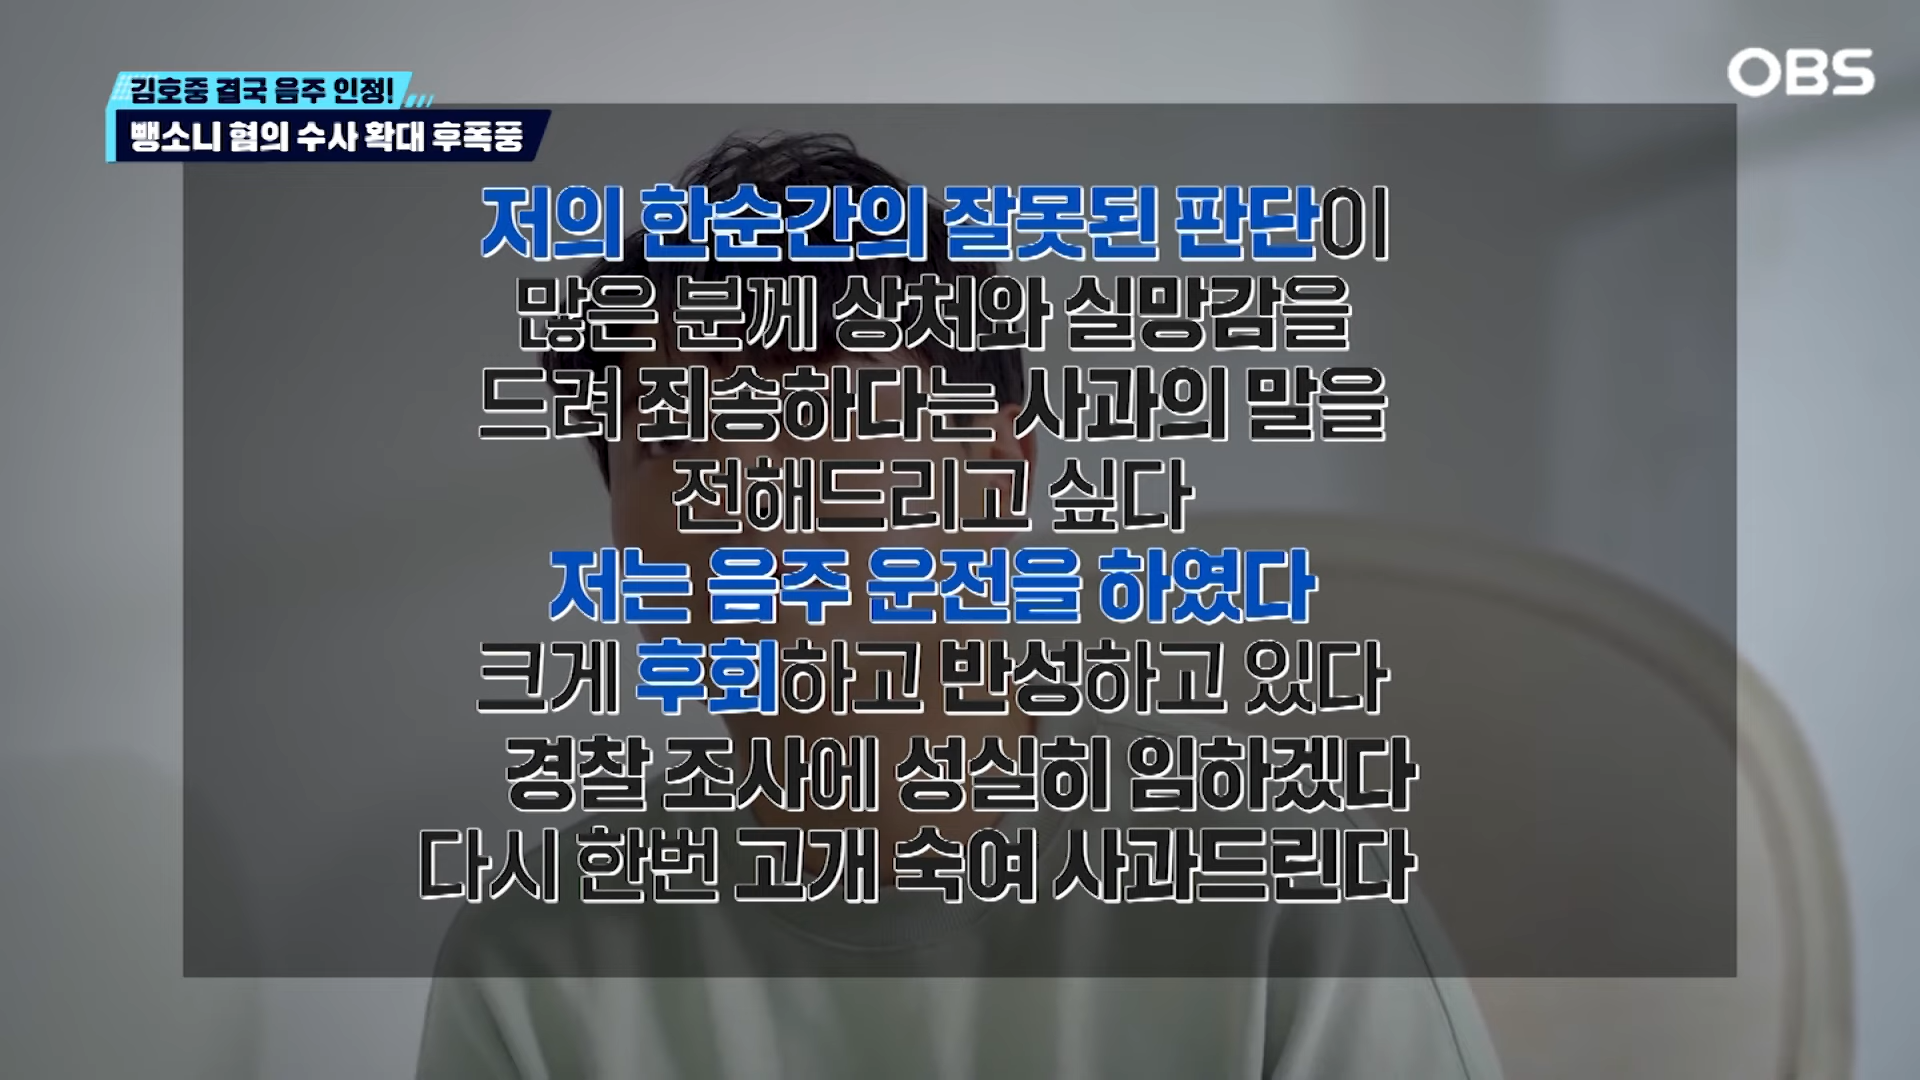 OBS
김호중 결국 음주 인정!
뺑소니 혐의 수사 확대 후폭풍
저의 한순간의 잘못된 판단이
많은 분께 상처와 실망감을
드려 죄송하다는 사과의 말을
전해드리고 싶다
저는 음주 운전을 하였다
크게 후회하고 반성하고 있다
경찰 조사에 성실히 임하겠다
다시 한번 고개 숙여 사과드린다